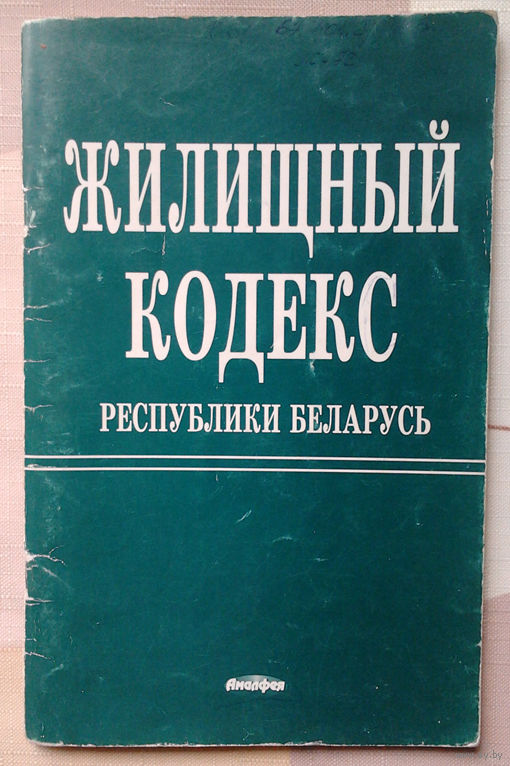 ЖИЛИЩНЫЙ
КОДЕКС
РЕСПУБЛИКИ БЕЛАРУСЬ
Амалфея